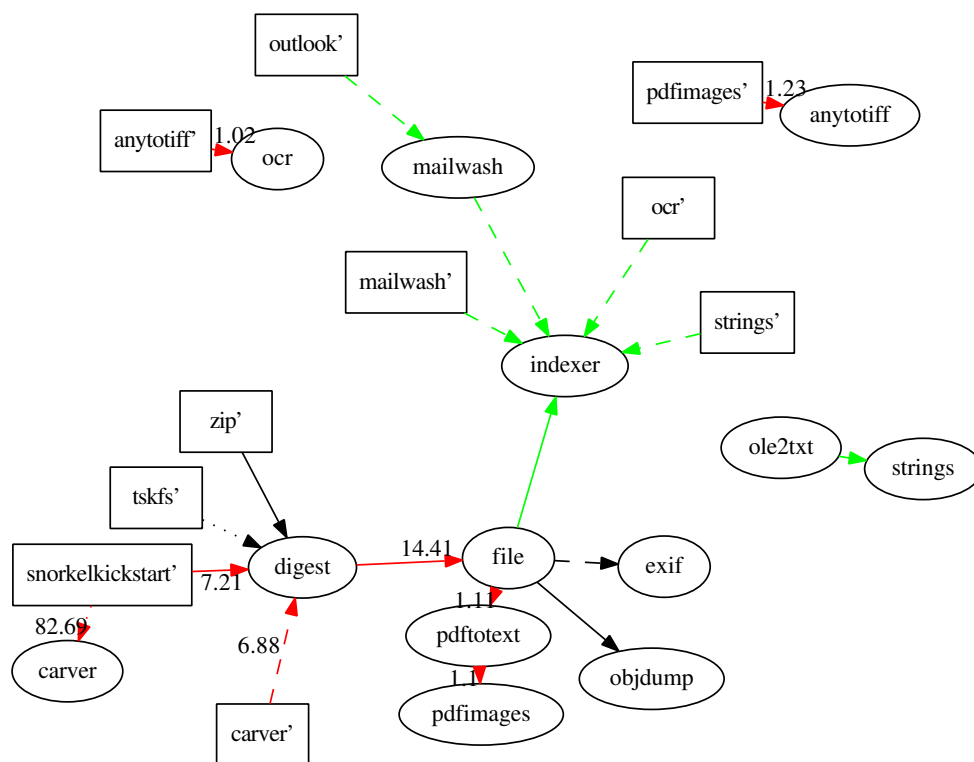 outlook’
pdfimages’
1.23
anytotiff
anytotiff’
1.02
ocr
mailwash
ocr’
mailwash’
strings’
indexer
zip’
ole2txt
strings
tskfs’
snorkelkickstart’
7.21
digest
14.41
file
exif
82.69
carver
6.88
1.11
pdftotext
objdump
1.1
pdfimages
carver’